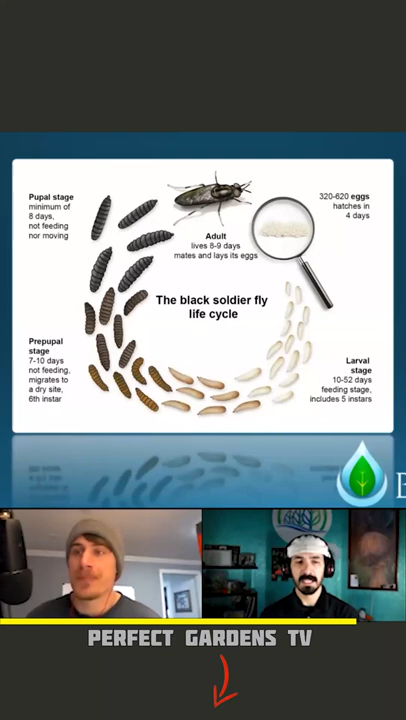 Pupal stage
minimum of
8 days,
not feeding
nor moving
320-620 eggs
hatches in
4 days
Adult
lives 8-9 days
mates and lays its eggs
The black soldier fly
life cycle
Prepupal
stage
7-10 days
not feeding,
migrates to
a dry site,
6th instar
Larval
stage
10-52 days
feeding stage,
includes 5 instars
PERFECT GARDENS TV